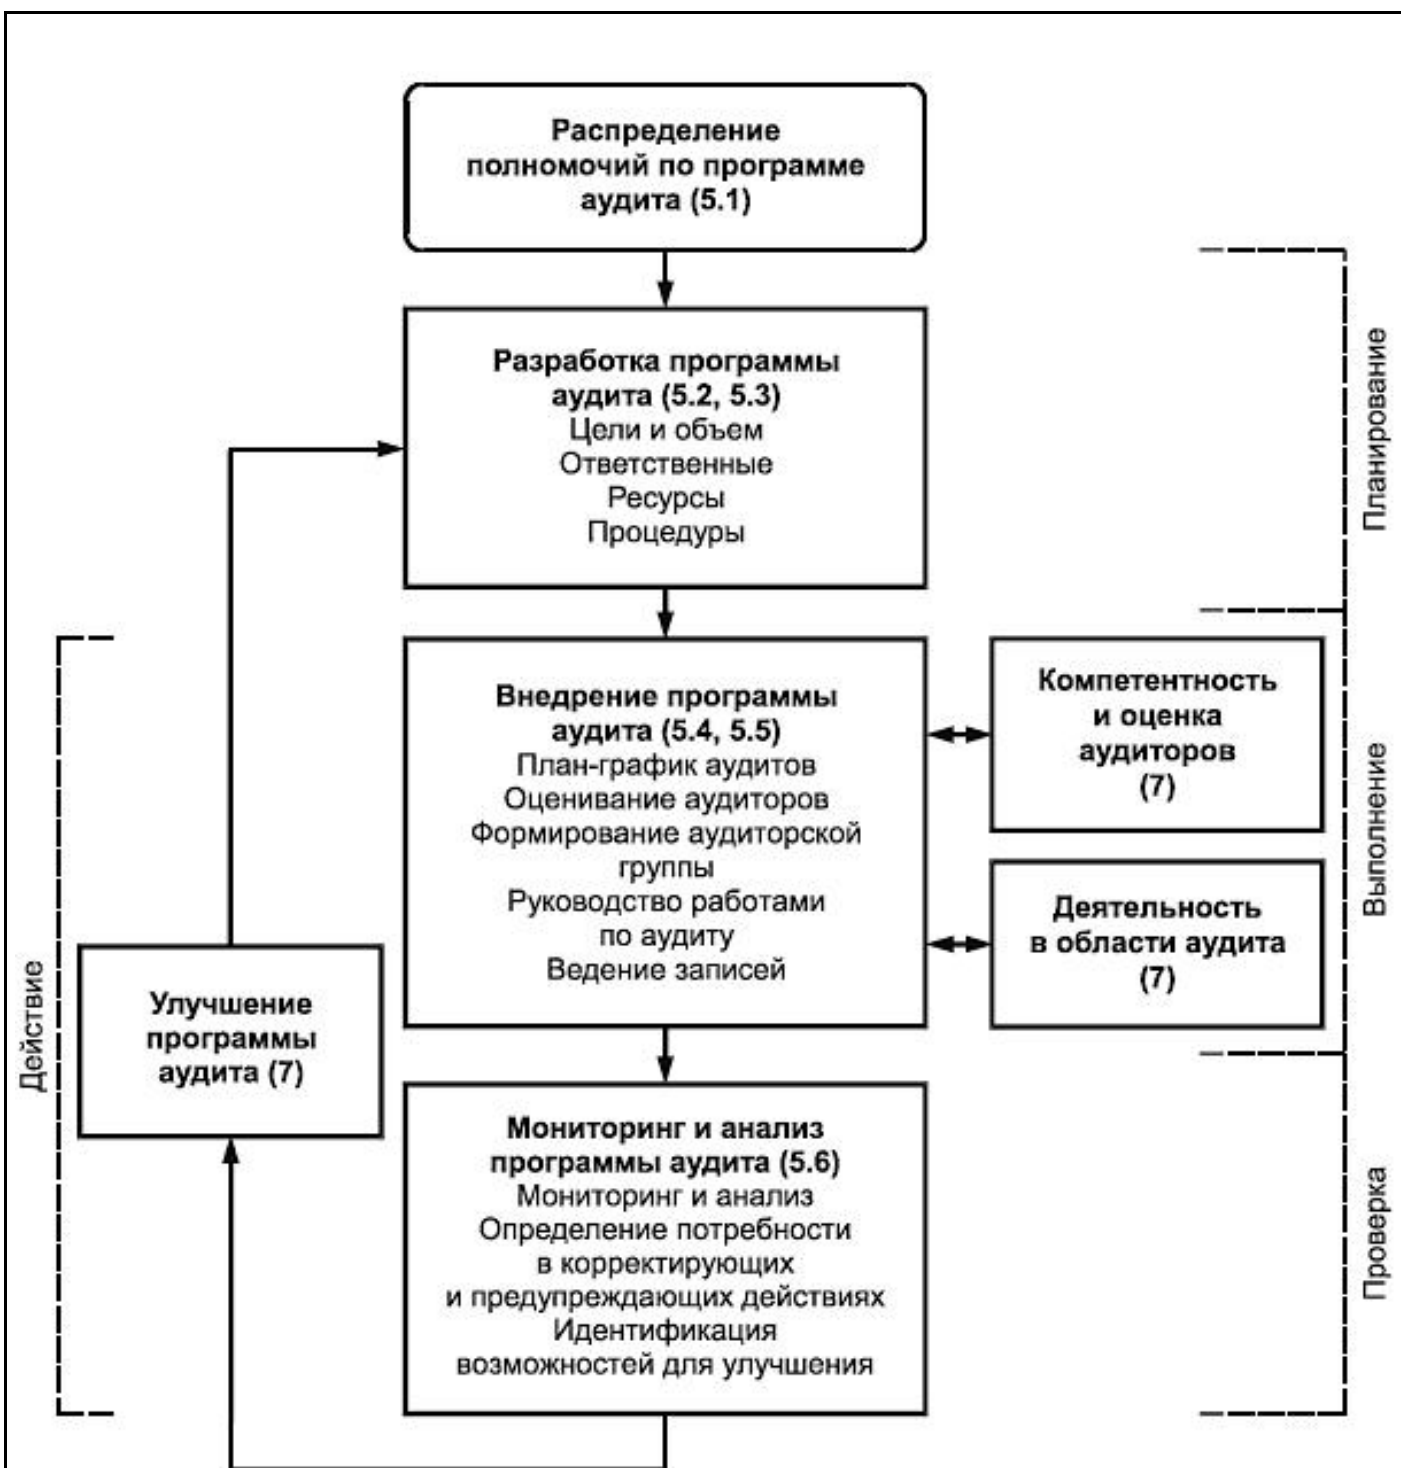 Распределение
полномочий по программе
аудита (5.1)
Разработка программы
аудита (5.2, 5.3)
Цели и объем
Ответственные
Ресурсы
Процедуры
Планирование
Внедрение программы
аудита (5.4, 5.5)
План-график аудитов
Оценивание аудиторов
Формирование аудиторской
группы
Руководство работами
по аудиту
Ведение записей
Компетентность
и оценка
аудиторов
(7)
Деятельность
в области аудита
(7)
Выполнение
Действие
Улучшение
программы
аудита (7)
Мониторинг и анализ
программы аудита (5.6)
Мониторинг и анализ
Определение потребности
в корректирующих
и предупреждающих действиях
Идентификация
возможностей для улучшения
Проверка